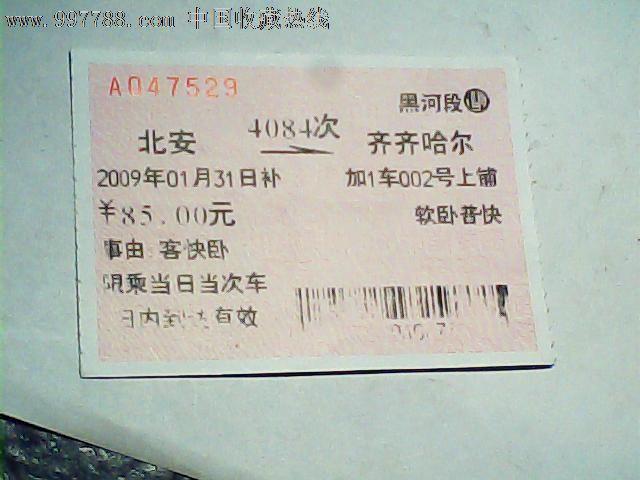 www.997788.com 中国收藏热线
A047529
黑河段
北安 4084次 齐齐哈尔
2009年01月31日补 加1车002号上铺
￥85.00元 软卧普快
事由:客快卧
限乘当日当次车
日内到达有效